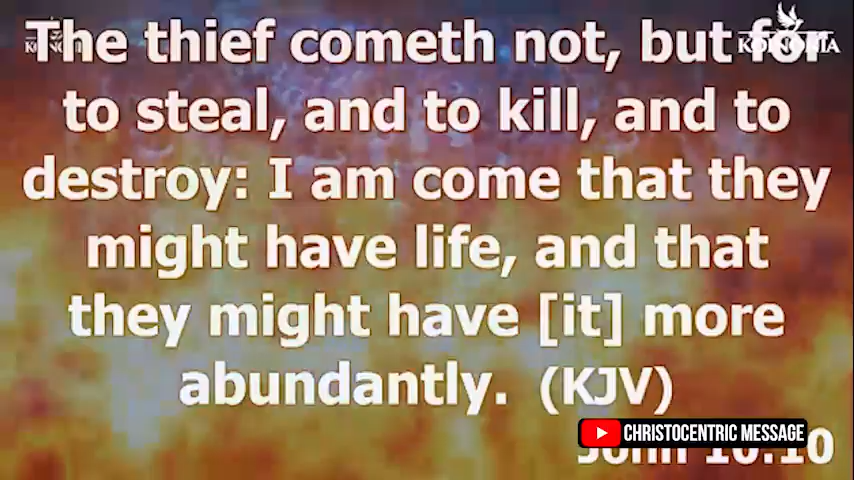 The thief cometh not, but for
to steal, and to kill, and to
destroy: I am come that they
might have life, and that
they might have [it] more
abundantly. (KJV)
John 10:10
CHRISTOCENTRIC MESSAGE
KOINONIA